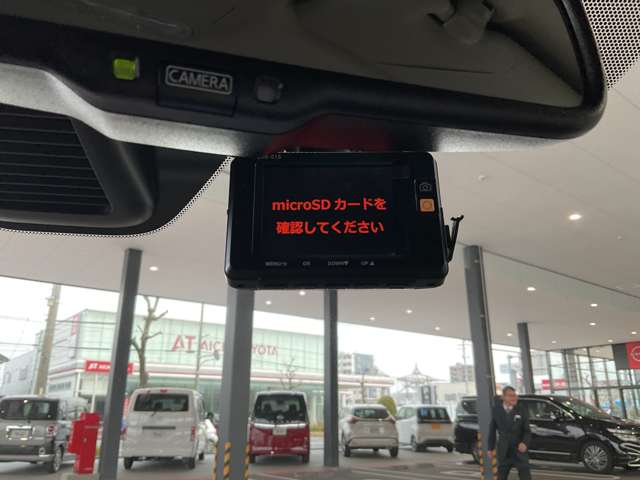 CAMERA
microSD カードを
確認してください
MENU
OK
DOWN▼
UP▲
AT AICHI TOYOTA